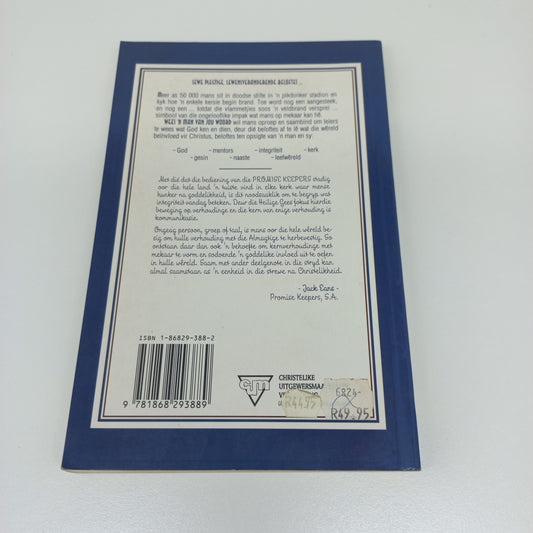 SEWE PLEGTIGE, LEWENSVERANDERENDE BELOFTES ...
Meer as 50 000 mans sit in doodse stilte in 'n pikdonker stadion en
kyk hoe 'n enkele kersie begin brand. Toe word nog een aangesteek,
en nog een ... totdat die vlammetjies soos 'n veldbrand versprei ...
simbool van die ongelooflike impak wat mans op mekaar kan hê.
WEES 'N MAN VAN JOU WOORD wil mans oproep en saambind om leiers
te wees wat God ken en dien, deur dié beloftes af te lê wat die wêreld
beïnvloed vir Christus, beloftes ten opsigte van 'n man en sy:
- God - mentors - integriteit - kerk
- gesin - naaste - leefwêreld
Met dié dat die bediening van die PROMISE KEEPERS stadig
oor die hele land 'n tuiste vind in elke kerk waar mense
hunker na goddelikheid, is dit noodsaaklik om te begryp wat
integriteit vandag beteken. Deur die Heilige Gees fokus hierdie
beweging op verhoudinge en die kern van enige verhouding is
kommunikasie.
Ongeag persoon, groep of taal, is mans oor die hele wêreld be-
sig om hulle verhouding met die Almagtige te herbevestig. So
ontstaan daar dan ook 'n behoefte om kernverhoudinge met
mekaar te vorm en sodoende 'n goddelike invloed uit te oefen
in hulle wêreld. Saam met ander deelgenote in die stryd kan
almal saamstaan as 'n eenheid in die strewe na Christelikheid.
Promise Keepers, S.A.
ISBN 1-86829-388-2
9 781868 293889
cum
CHRISTELIKE
UITGEWERSMAA
R44.95
6824
R49.95